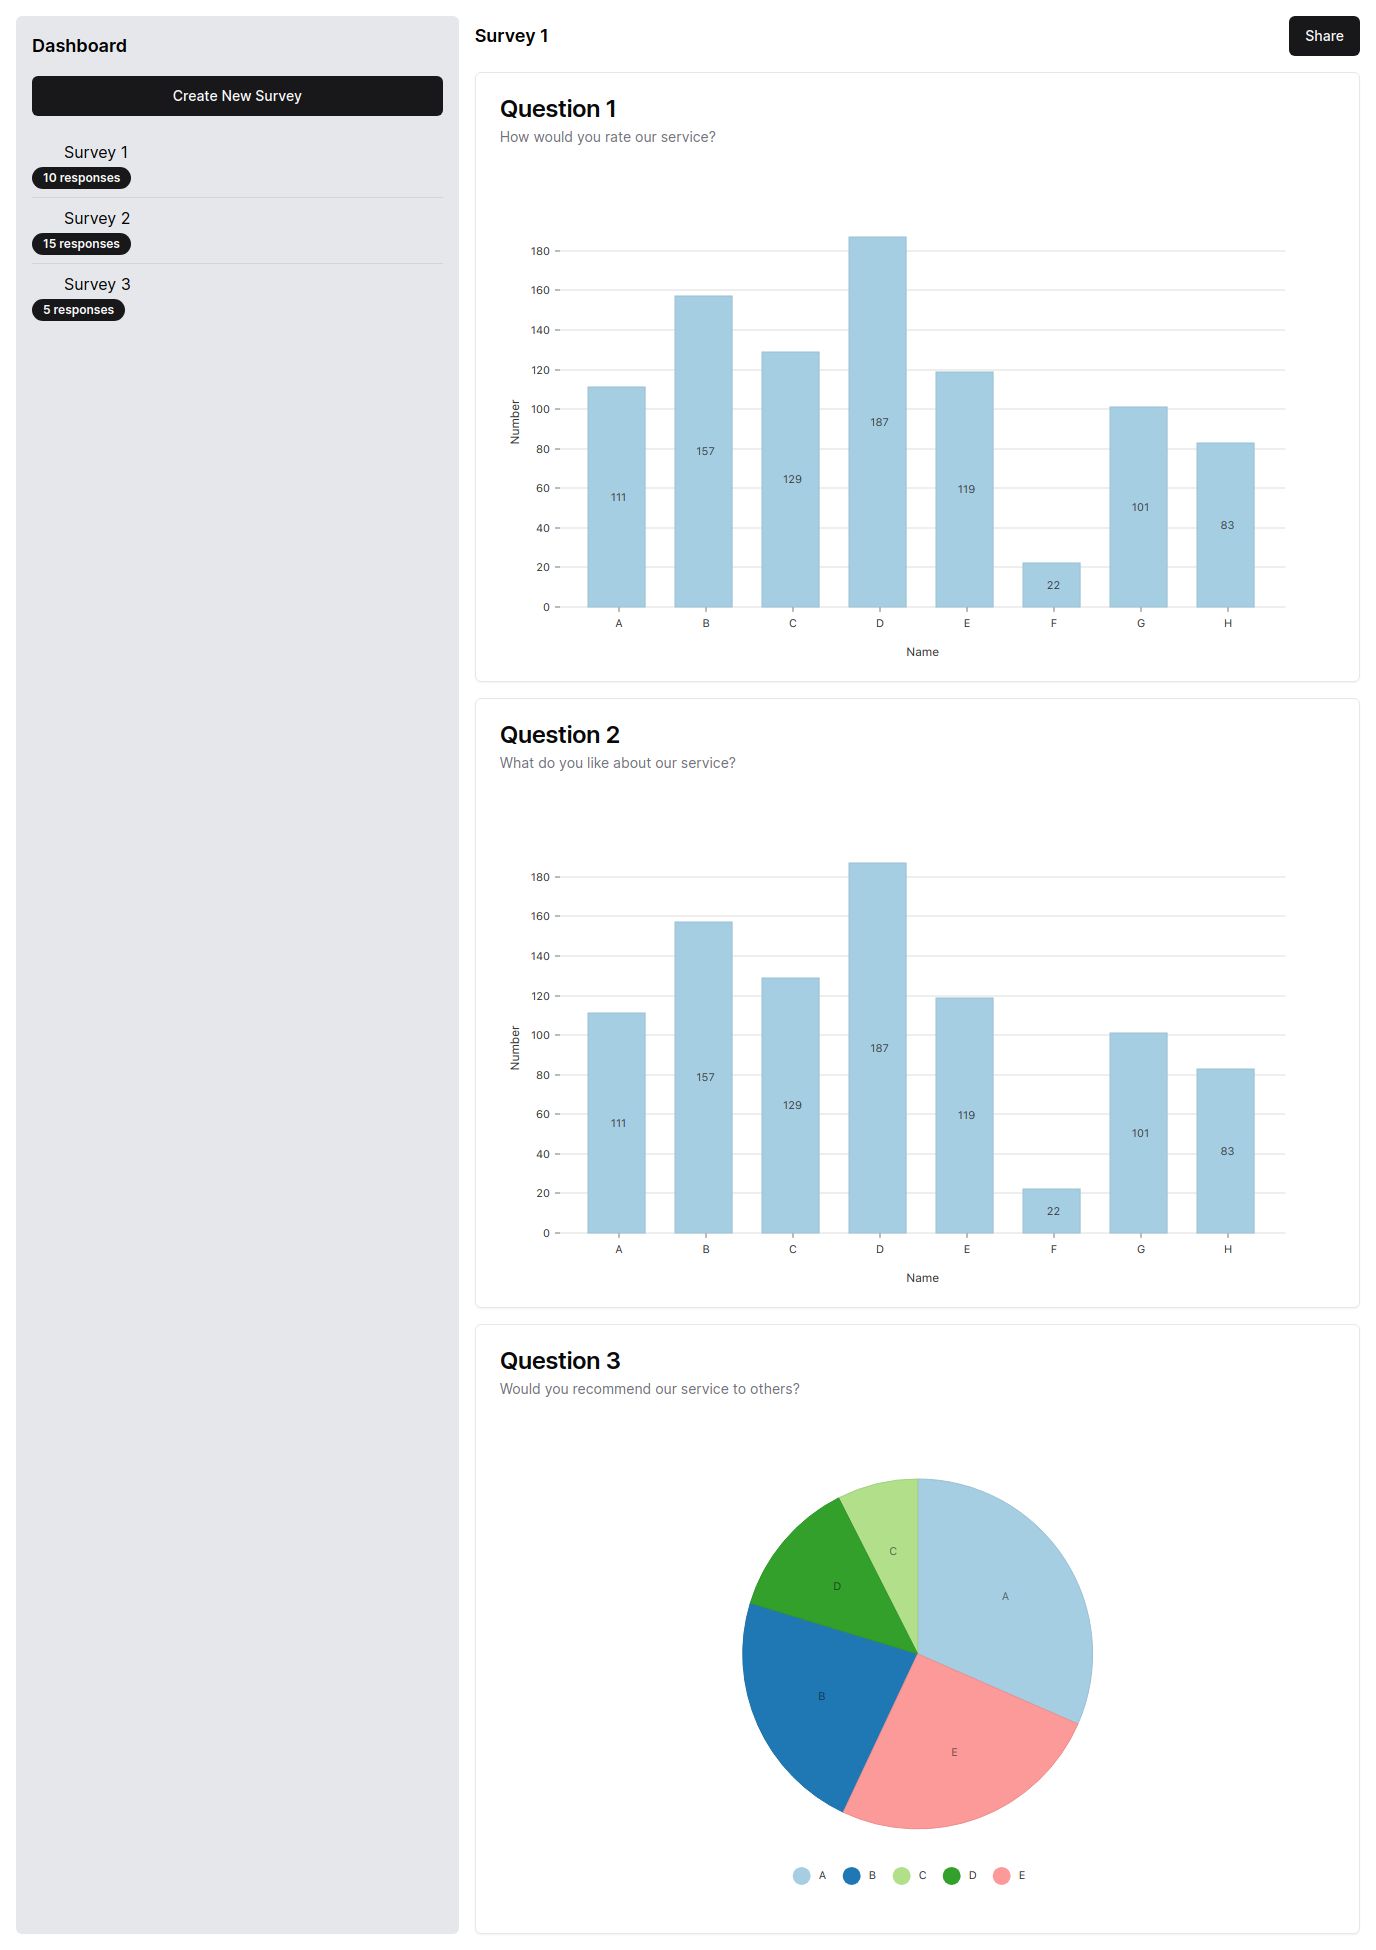 Dashboard
Create New Survey
Survey 1
10 responses
Survey 2
15 responses
Survey 3
5 responses
Survey 1
Share
Question 1
How would you rate our service?
180
160
140
120
100
80
60
40
20
0
Number
111
157
129
187
119
22
101
83
A B C D E F G H
Name
Question 2
What do you like about our service?
180
160
140
120
100
80
60
40
20
0
Number
111
157
129
187
119
22
101
83
A B C D E F G H
Name
Question 3
Would you recommend our service to others?
C
D
A
B
E
A B C D E